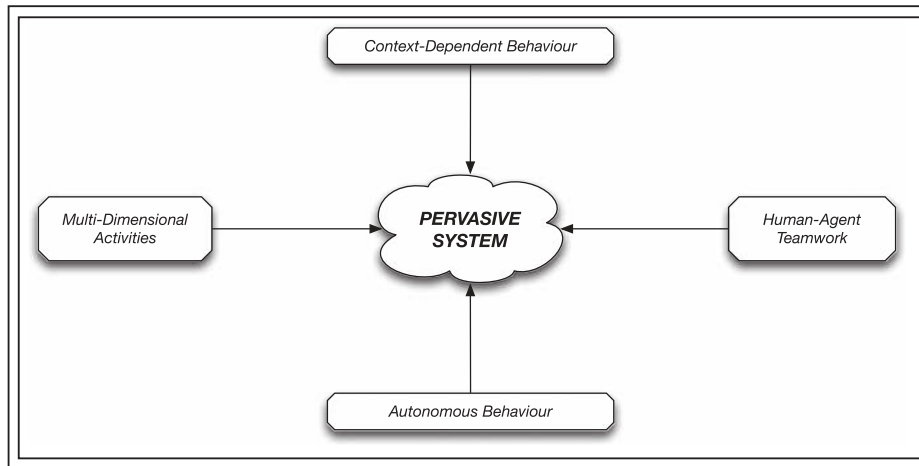 Context-Dependent Behaviour
Multi-Dimensional
Activities
PERVASIVE
SYSTEM
Human-Agent
Teamwork
Autonomous Behaviour